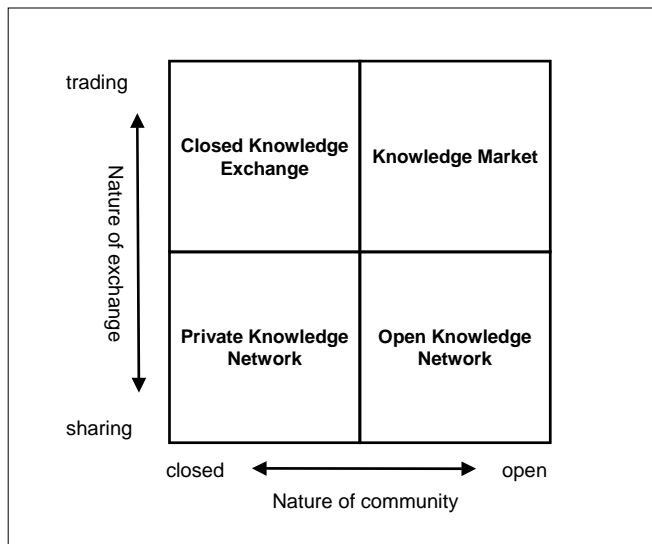 trading
Closed Knowledge
Exchange
Knowledge Market
Nature of exchange
Private Knowledge
Network
Open Knowledge
Network
sharing
closed
open
Nature of community